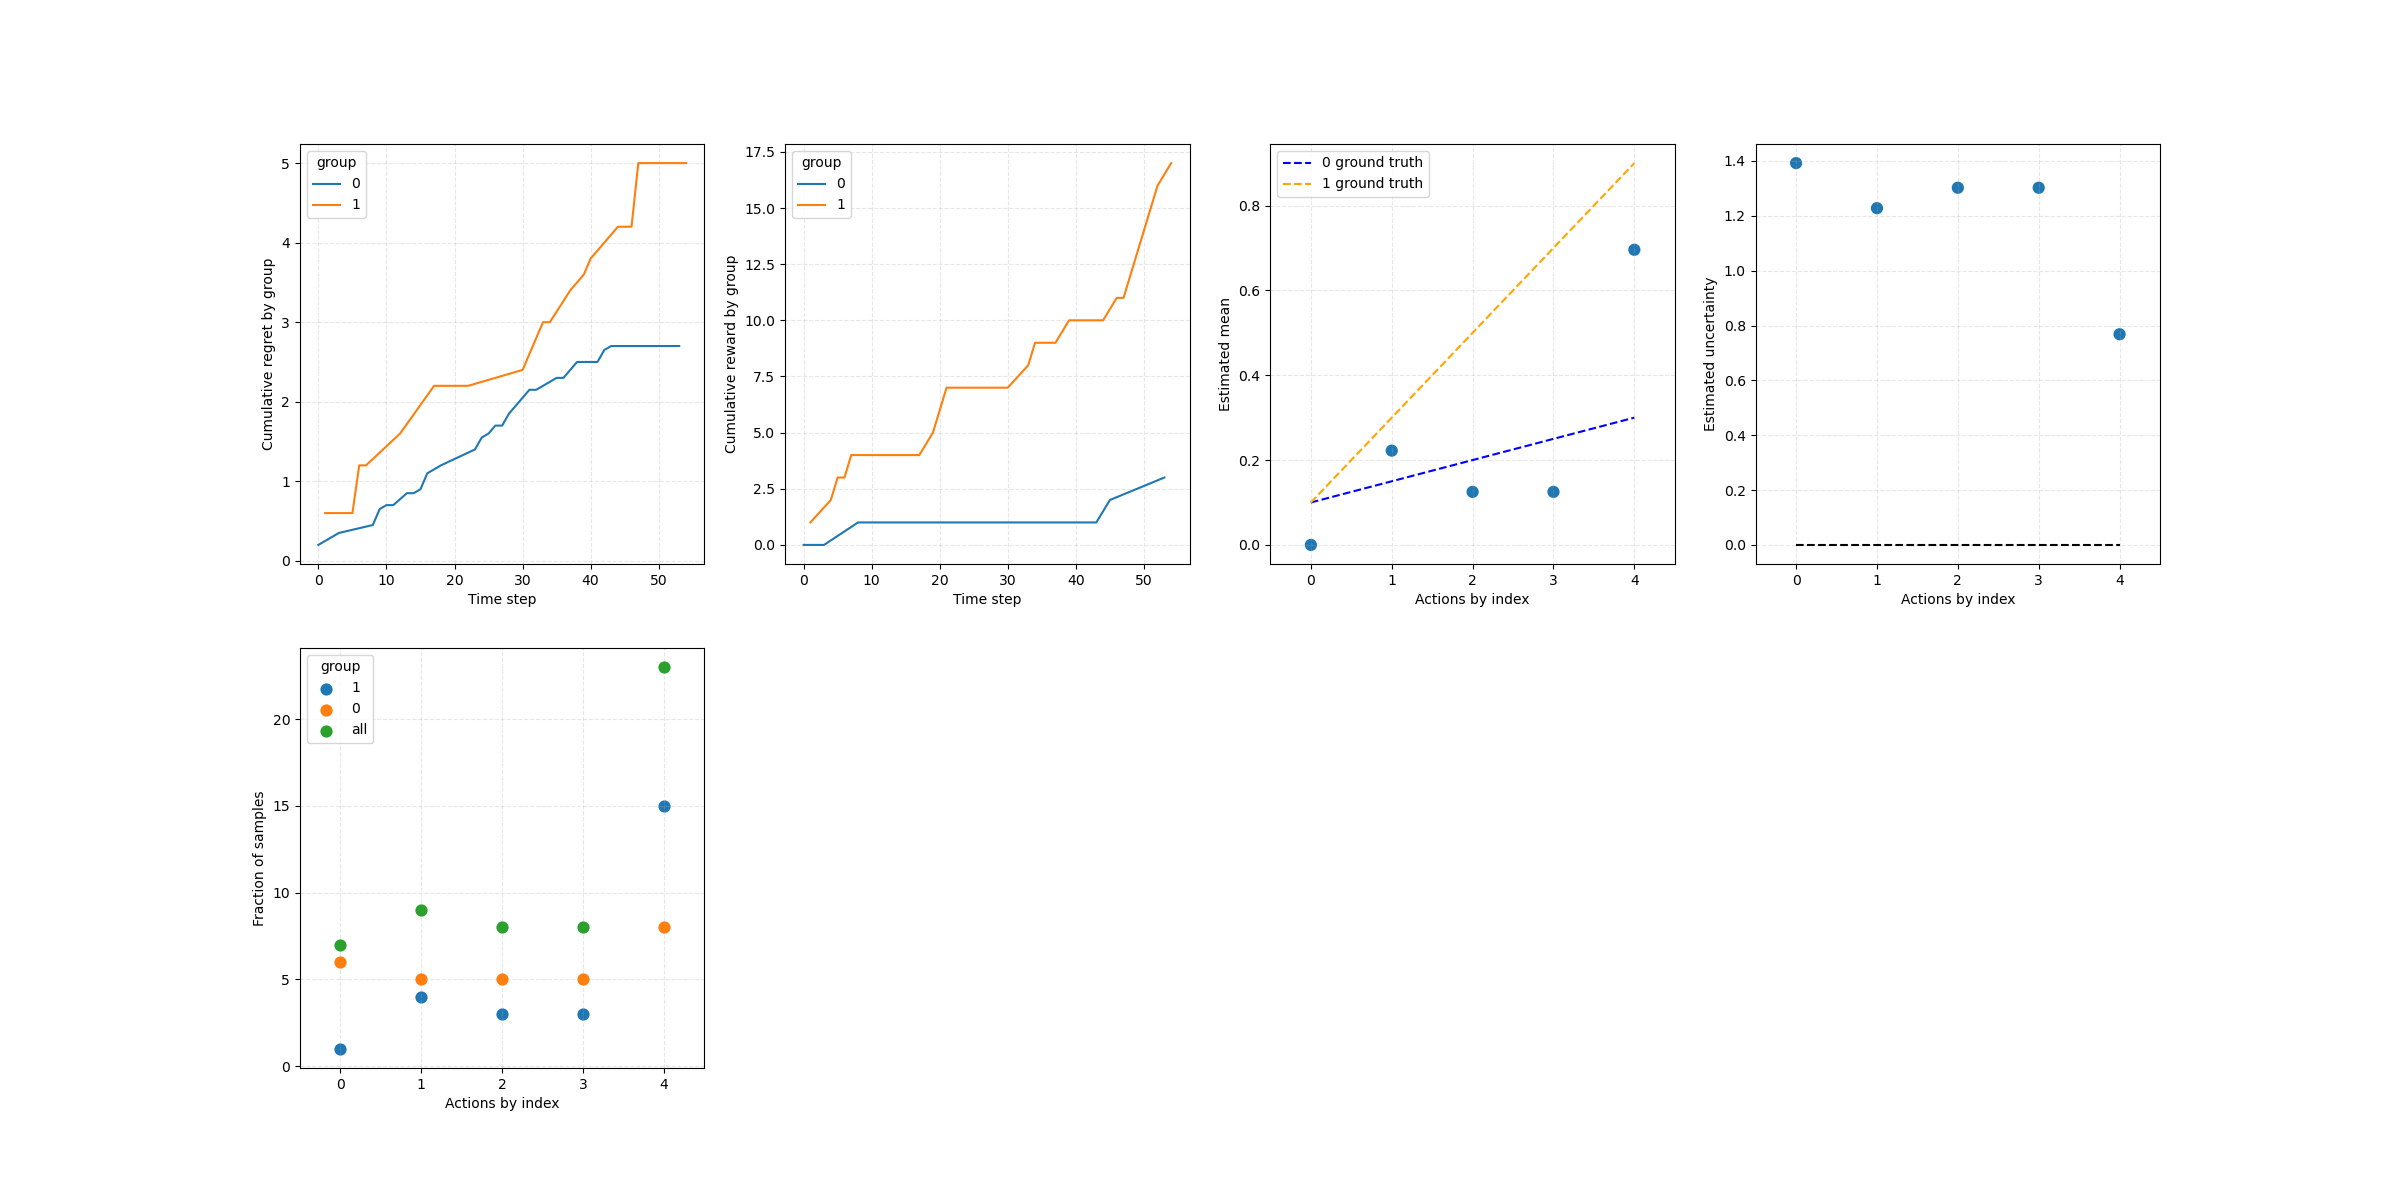 group
0
1
5
4
3
2
1
0
Cumulative regret by group
0 10 20 30 40 50
Time step
group
0
1
17.5
15.0
12.5
10.0
7.5
5.0
2.5
0.0
Cumulative reward by group
0 10 20 30 40 50
Time step
0 ground truth
1 ground truth
0.8
0.6
0.4
0.2
0.0
Estimated mean
0 1 2 3 4
Actions by index
1.4
1.2
1.0
0.8
0.6
0.4
0.2
0.0
Estimated uncertainty
0 1 2 3 4
Actions by index
group
1
0
all
20
15
10
5
0
Fraction of samples
0 1 2 3 4
Actions by index